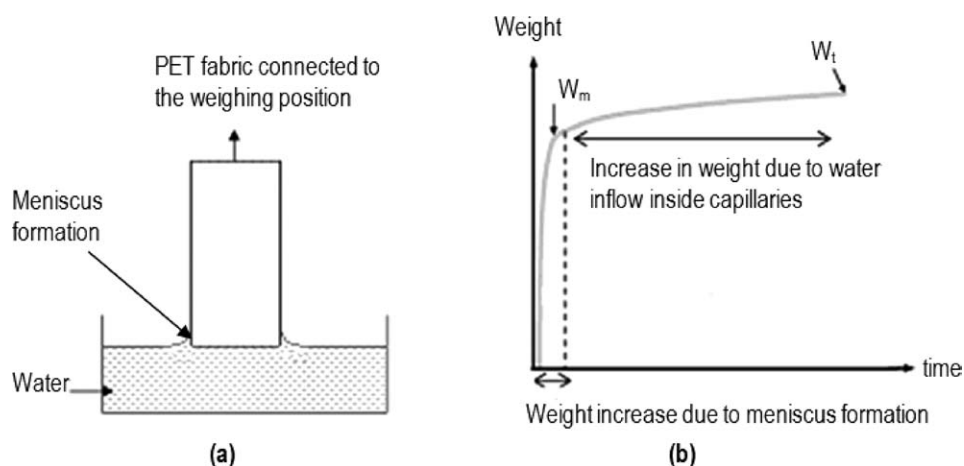 PET fabric connected to
the weighing position
Meniscus
formation
Water
(a)
Weight
Wₜ
Wₘ
Increase in weight due to water
inflow inside capillaries
time
Weight increase due to meniscus formation
(b)